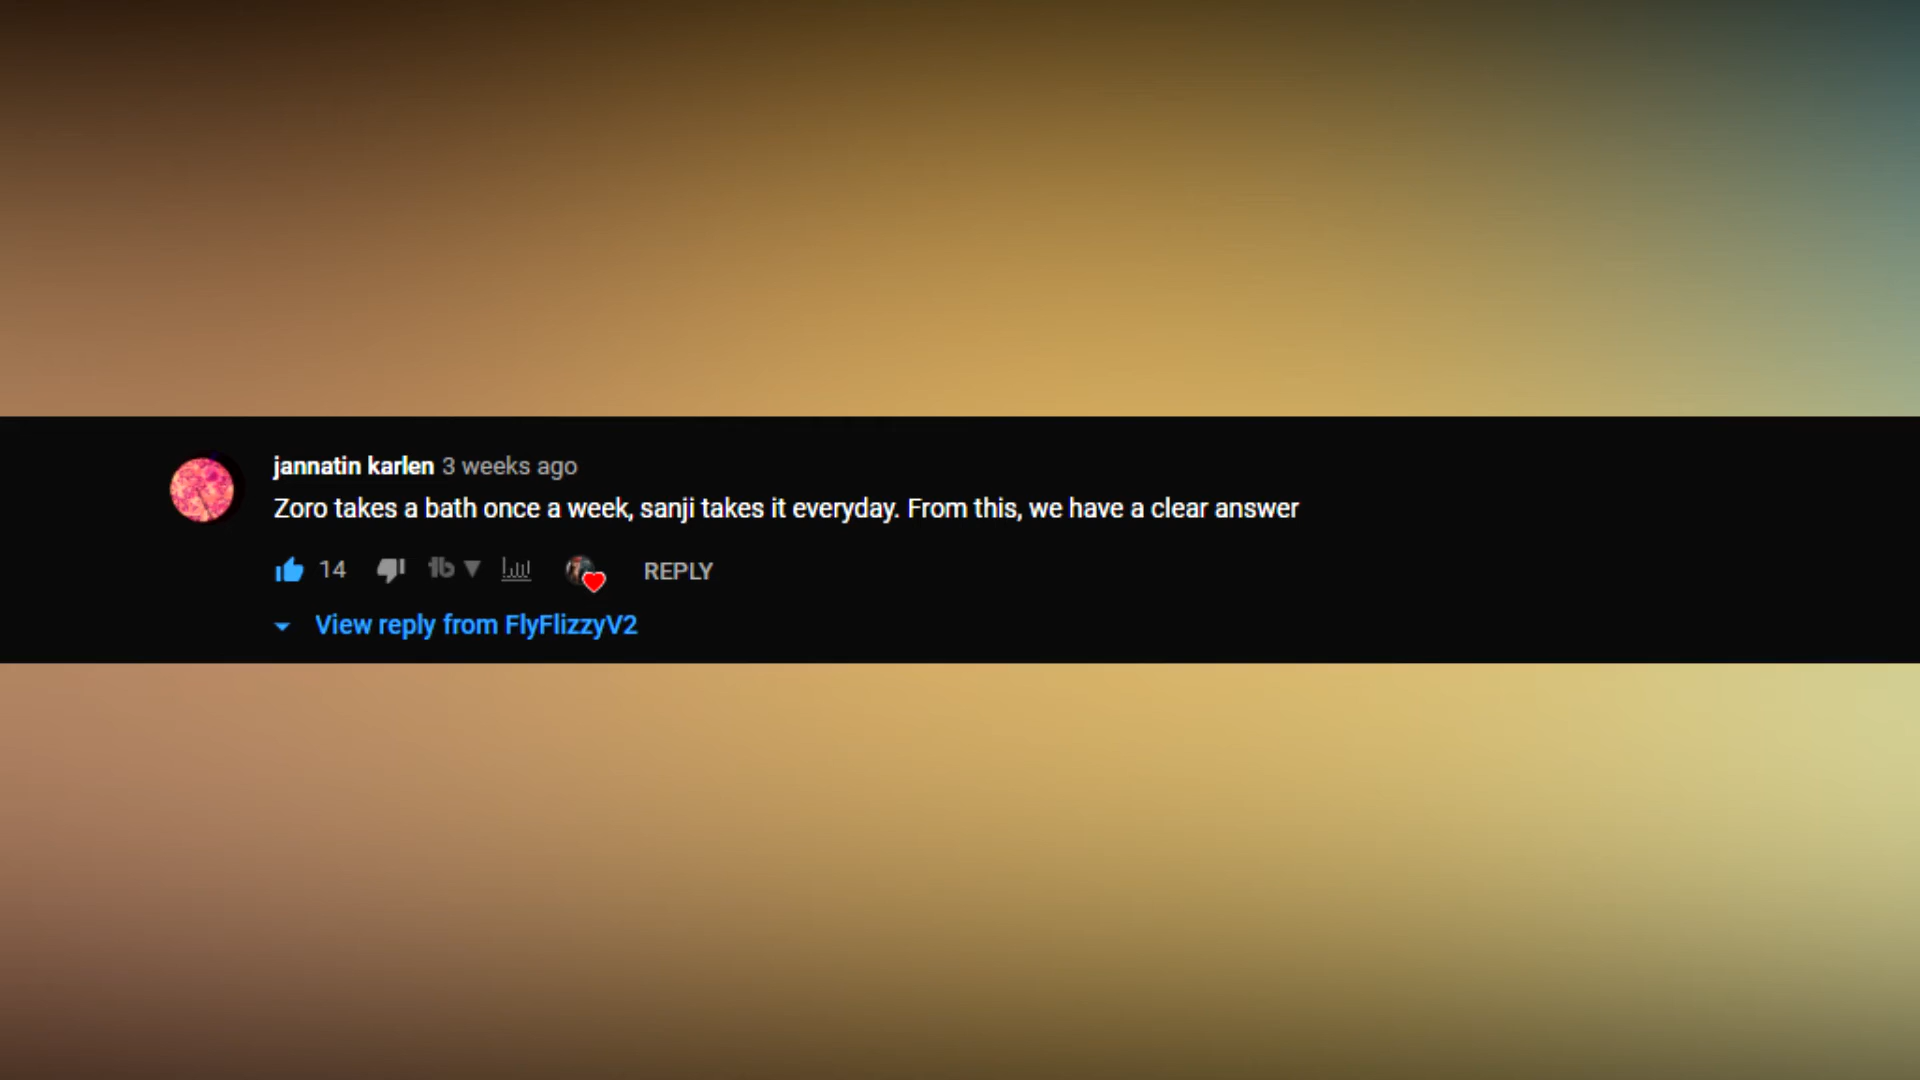 jannatin karlen 3 weeks ago
Zoro takes a bath once a week, sanji takes it everyday. From this, we have a clear answer
14 tb REPLY
View reply from FlyFlizzyV2